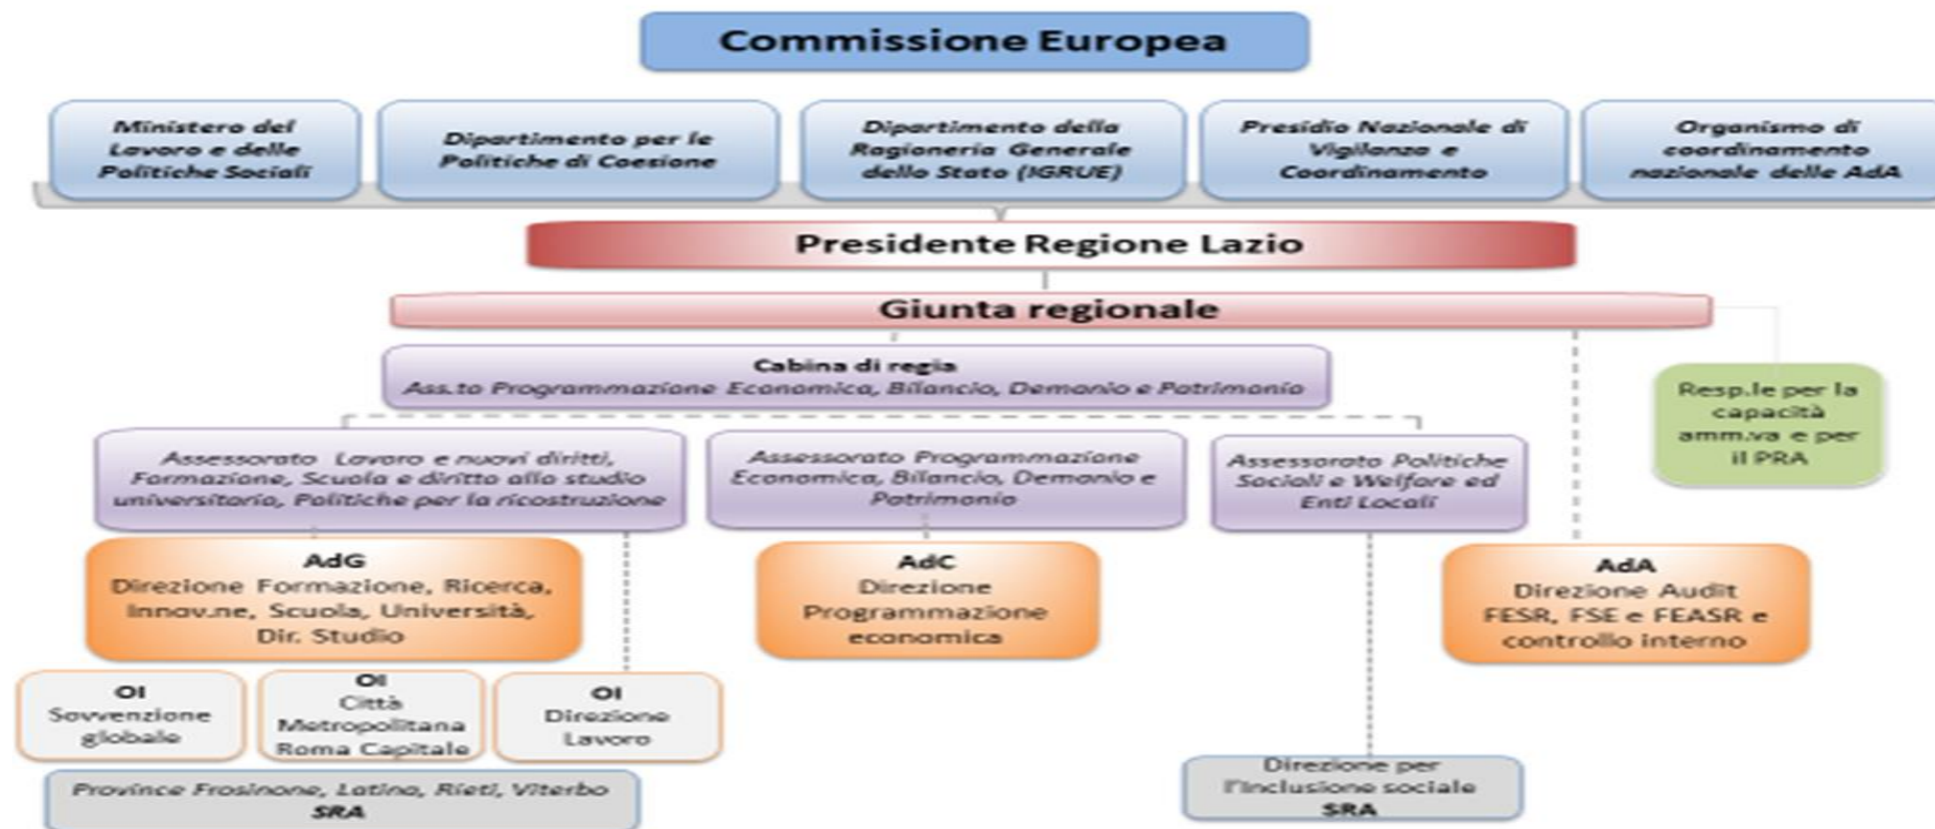 Commissione Europea
Ministero del
Lavoro e delle
Politiche Sociali
Dipartimento per le
Politiche di Coesione
Dipartimento della
Ragioneria Generale
dello Stato (IGRUE)
Presidio Nazionale di
Vigilanza e
Coordinamento
Organismo di
coordinamento
nazionale delle AdA
Presidente Regione Lazio
Giunta regionale
Cabina di regia
Ass.to Programmazione Economica, Bilancio, Demanio e Patrimonio
Resp.le per la
capacità
amm.va e per
il PRA
Assessorato Lavoro e nuovi diritti,
Formazione, Scuola e diritto allo studio
universitario, Politiche per la ricostruzione
Assessorato Programmazione
Economica, Bilancio, Demanio e
Patrimonio
Assessorato Politiche
Sociali e Welfare ed
Enti Locali
AdG
Direzione Formazione, Ricerca,
Innov.ne, Scuola, Università,
Dir. Studio
AdC
Direzione
Programmazione
economica
AdA
Direzione Audit
FESR, FSE e FEASR e
controllo interno
OI
Sovvenzione
globale
OI
Città
Metropolitana
Roma Capitale
OI
Direzione
Lavoro
Province Frosinone, Latina, Rieti, Viterbo
SRA
Direzione per
l'Inclusione sociale
SRA